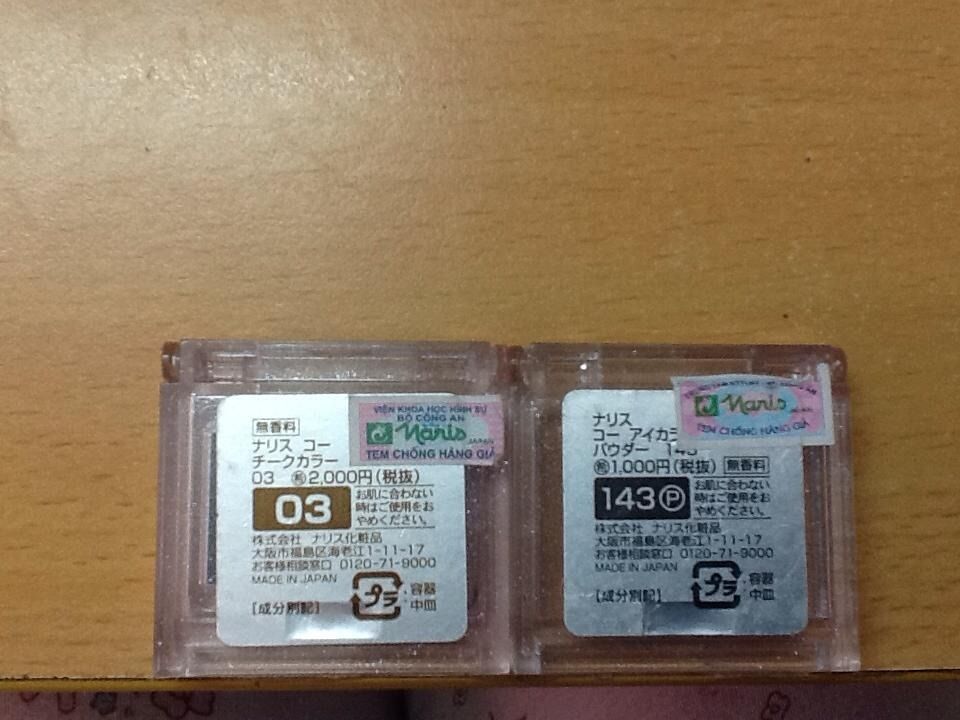 無香料
ナリス コー
チークカラー
03 ㊓2,000円(税抜)
03
お肌に合わない
時はご使用をお
やめください。
株式会社 ナリス化粧品
大阪市福島区海老江1-11-17
お客様相談窓口 0120-71-9000
MADE IN JAPAN
[成分別記]
プラ
容器
中皿
VIỆN KHOA HỌC HÌNH SỰ
BỘ CÔNG AN
naris
JAPAN
TEM CHỐNG HÀNG GIẢ
ナリス
コー アイカラ
パウダー 143
1,000円(税抜)
無香料
143 P
お肌に合わない
時はご使用をお
やめください。
株式会社 ナリス化粧品
大阪市福島区海老江1-11-17
お客様相談窓口 0120-71-9000
MADE IN JAPAN
[成分別記]
プラ
容器
中皿
naris
JAPAN
TEM CHỐNG HÀNG GIẢ